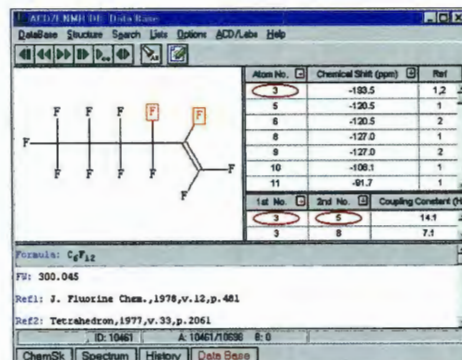 ACD/FNMR DB: Data Base
DataBase Structure Search Lists Options ACD/Labs Help
Atom No. Chemical Shift (ppm) Ref
3 -183.5 1,2
5 -120.5 1
6 -120.5 2
8 -127.0 1
9 -127.0 2
10 -108.1 1
11 -91.7 1
1st No. 2nd No. Coupling Constant (H
3 5 14.1
3 8 7.1
F F F F F
F
F F F F F
F
Formula: C6F12
FW: 300.045
Ref1: J. Fluorine Chem.,1978,v.12,p.481
Ref2: Tetrahedron,1977,v.33,p.2061
ID: 10461 A: 10461/10696 B: 0
ChemSk Spectrum History Data Base